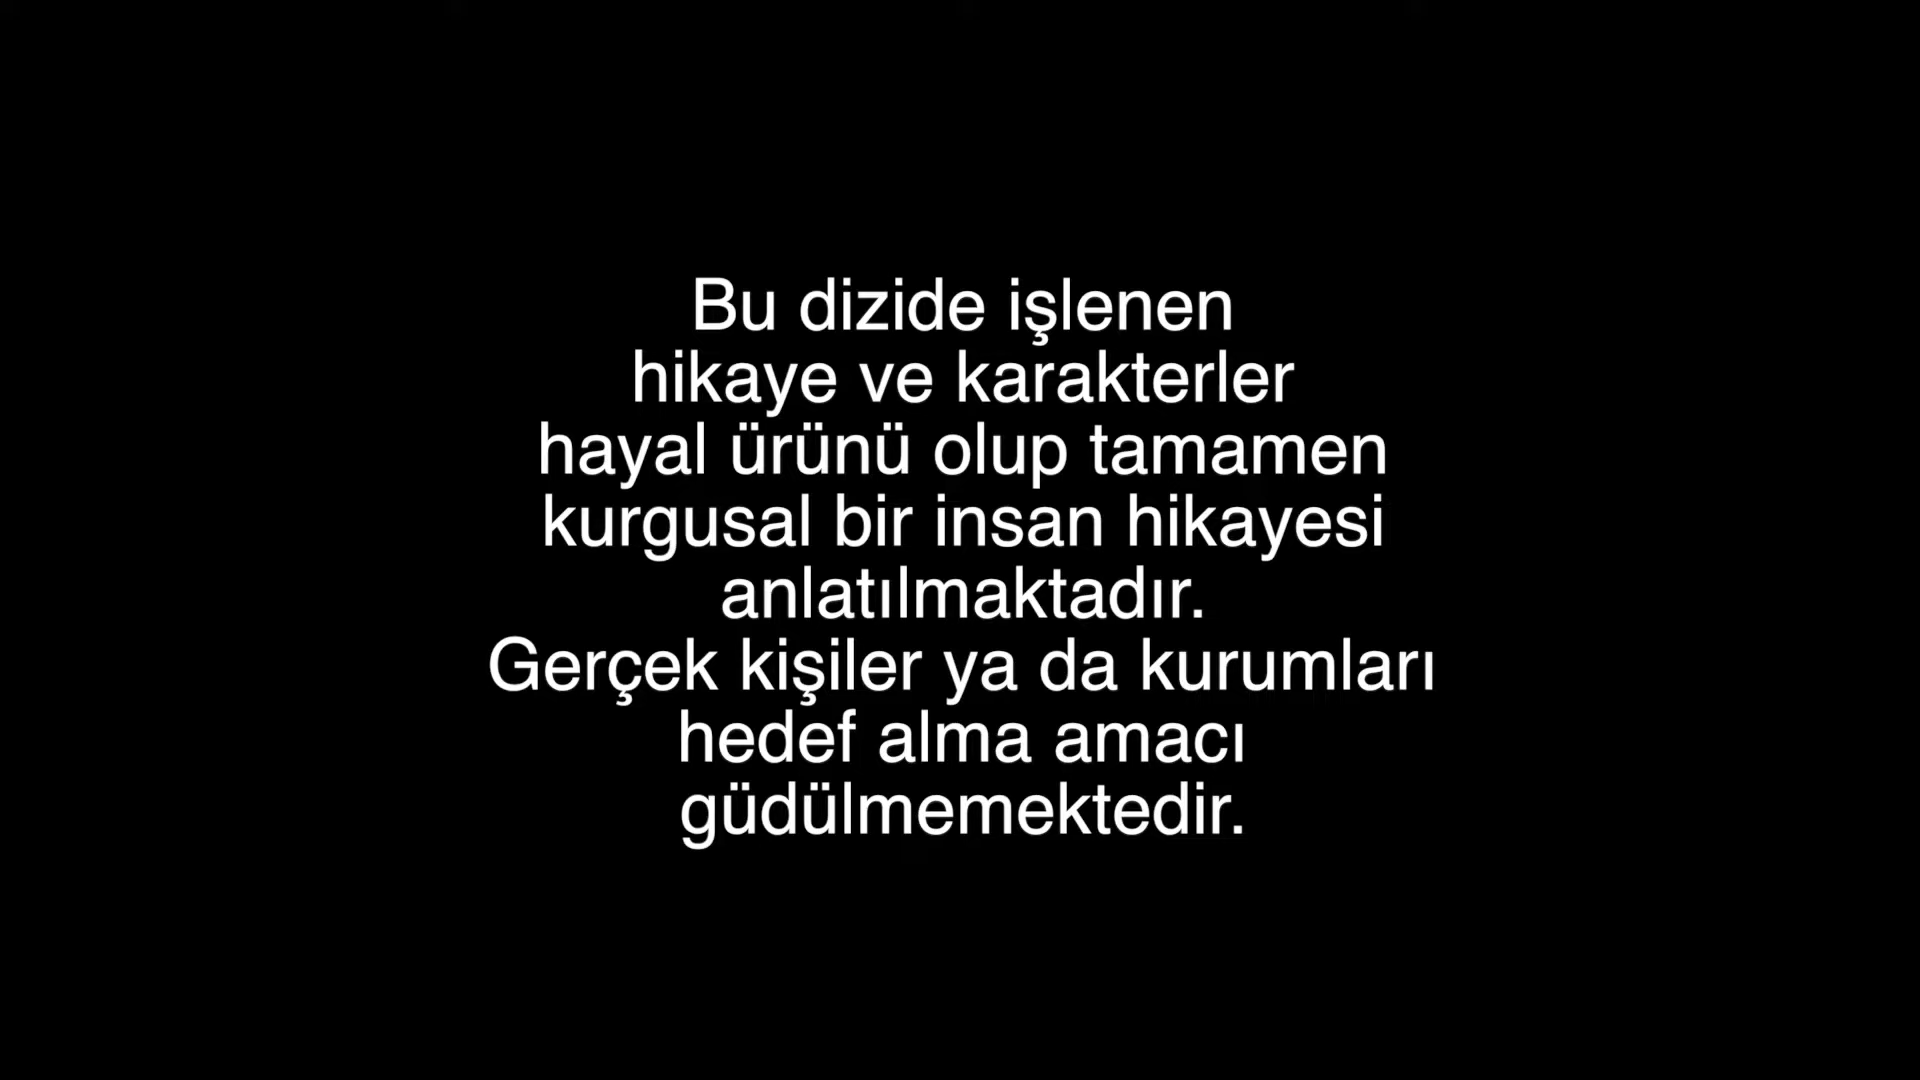 Bu dizide işlenen
hikaye ve karakterler
hayal ürünü olup tamamen
kurgusal bir insan hikayesi
anlatılmaktadır.
Gerçek kişiler ya da kurumları
hedef alma amacı
güdülmemektedir.